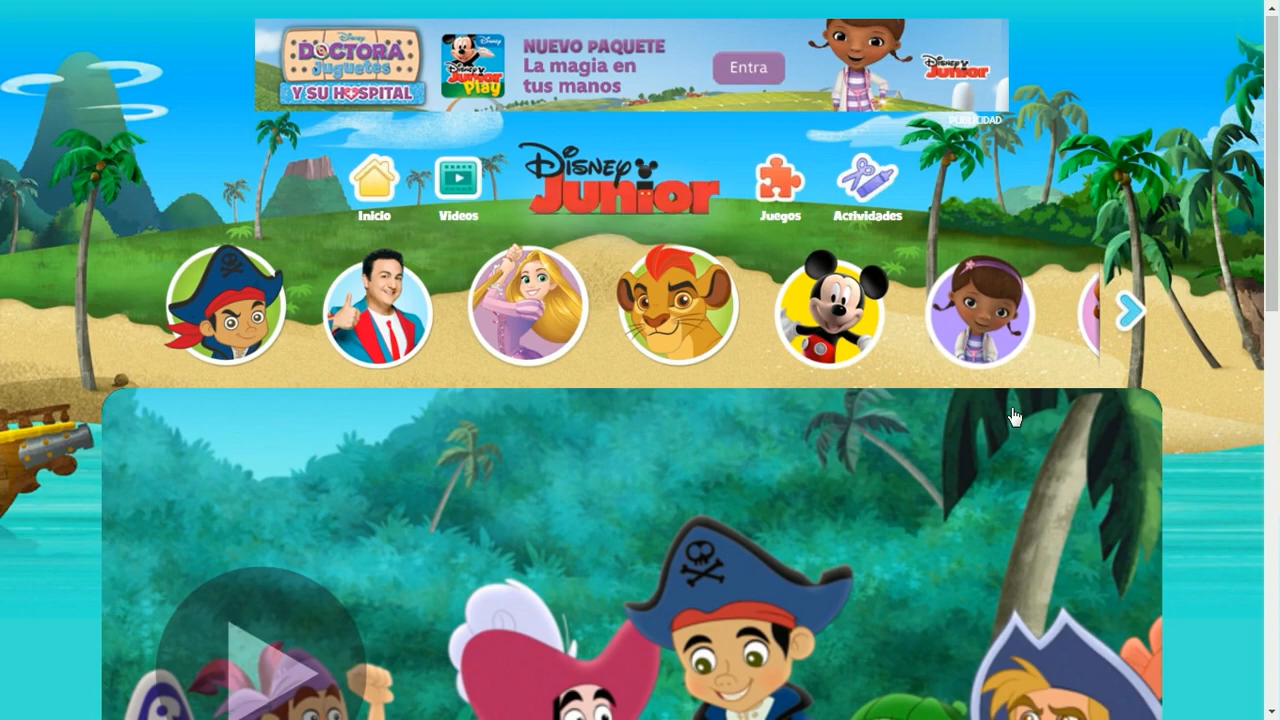 Disney
DOCTORA
Juguetes
Y SU HOSPITAL
Disney
Disney
Junior
Play
NUEVO PAQUETE
La magia en
tus manos
Entra
Disney
Junior
PUBLICIDAD
Inicio
Videos
Disney
Junior
Juegos
Actividades